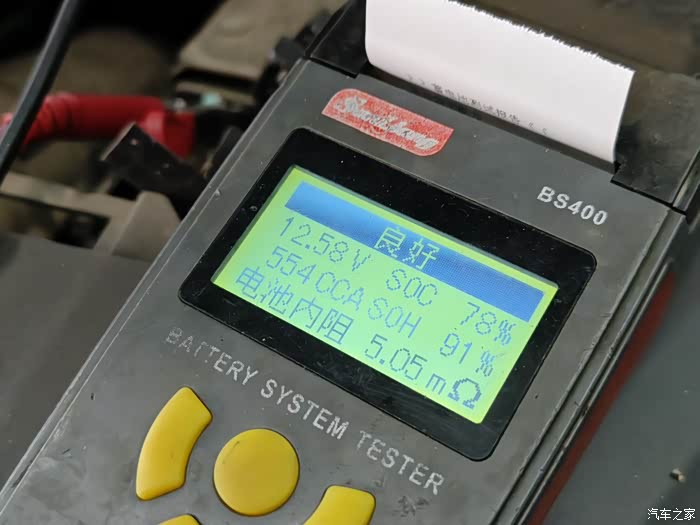 BS400
良好
12.58V SOC 78%
554CCA SOH 91%
电池内阻 5.05mΩ
BATTERY SYSTEM TESTER
汽车之家